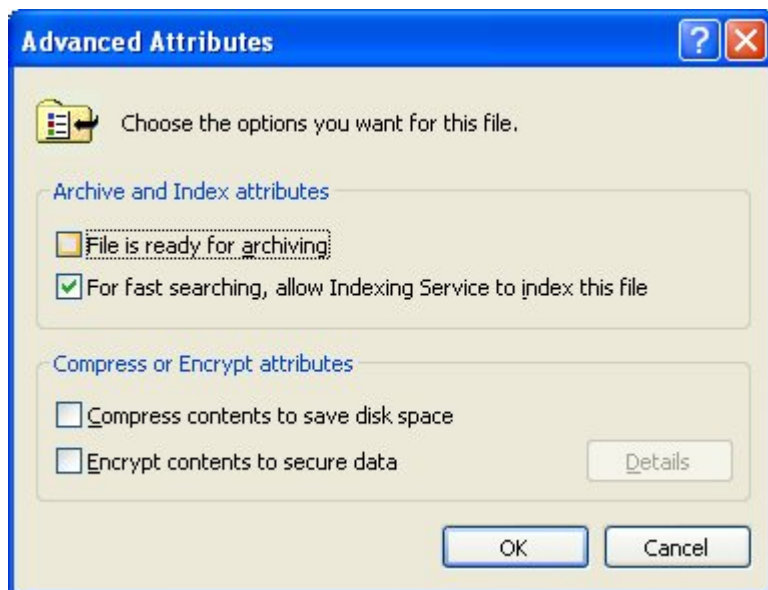 Advanced Attributes
Choose the options you want for this file.
Archive and Index attributes
File is ready for archiving
For fast searching, allow Indexing Service to index this file
Compress or Encrypt attributes
Compress contents to save disk space
Encrypt contents to secure data
Details
OK
Cancel